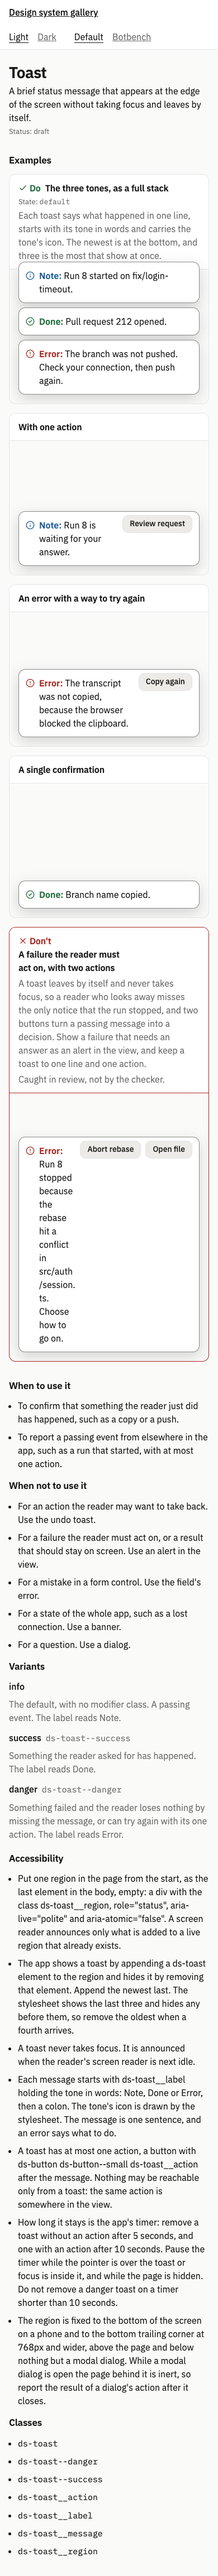 Design system gallery
Light Dark Default Botbench
Toast
A brief status message that appears at the edge
of the screen without taking focus and leaves by
itself.
Status: draft
Examples
Do The three tones, as a full stack
State: default
Each toast says what happened in one line,
starts with its tone in words and carries the
tone's icon. The newest is at the bottom, and
three is the most that show at once.
Note: Run 8 started on fix/login-
timeout.
Done: Pull request 212 opened.
Error: The branch was not pushed.
Check your connection, then push
again.
With one action
Note: Run 8 is
waiting for your
answer.
Review request
An error with a way to try again
Error: The transcript
was not copied,
because the browser
blocked the clipboard.
Copy again
A single confirmation
Done: Branch name copied.
Don't
A failure the reader must
act on, with two actions
A toast leaves by itself and never takes
focus, so a reader who looks away misses
the only notice that the run stopped, and two
buttons turn a passing message into a
decision. Show a failure that needs an
answer as an alert in the view, and keep a
toast to one line and one action.
Caught in review, not by the checker.
Error:
Run 8
stopped
because
the
rebase
hit a
conflict
in
src/auth
/session.
ts.
Choose
how to
go on.
Abort rebase Open file
When to use it
• To confirm that something the reader just did
has happened, such as a copy or a push.
• To report a passing event from elsewhere in the
app, such as a run that started, with at most
one action.
When not to use it
• For an action the reader may want to take back.
Use the undo toast.
• For a failure the reader must act on, or a result
that should stay on screen. Use an alert in the
view.
• For a mistake in a form control. Use the field's
error.
• For a state of the whole app, such as a lost
connection. Use a banner.
• For a question. Use a dialog.
Variants
info
The default, with no modifier class. A passing
event. The label reads Note.
success ds-toast--success
Something the reader asked for has happened.
The label reads Done.
danger ds-toast--danger
Something failed and the reader loses nothing by
missing the message, or can try again with its one
action. The label reads Error.
Accessibility
• Put one region in the page from the start, as the
last element in the body, empty: a div with the
class ds-toast__region, role="status", aria-
live="polite" and aria-atomic="false". A screen
reader announces only what is added to a live
region that already exists.
• The app shows a toast by appending a ds-toast
element to the region and hides it by removing
that element. Append the newest last. The
stylesheet shows the last three and hides any
before them, so remove the oldest when a
fourth arrives.
• A toast never takes focus. It is announced
when the reader's screen reader is next idle.
• Each message starts with ds-toast__label
holding the tone in words: Note, Done or Error,
then a colon. The tone's icon is drawn by the
stylesheet. The message is one sentence, and
an error says what to do.
• A toast has at most one action, a button with
ds-button ds-button--small ds-toast__action
after the message. Nothing may be reachable
only from a toast: the same action is
somewhere in the view.
• How long it stays is the app's timer: remove a
toast without an action after 5 seconds, and
one with an action after 10 seconds. Pause the
timer while the pointer is over the toast or
focus is inside it, and while the page is hidden.
Do not remove a danger toast on a timer
shorter than 10 seconds.
• The region is fixed to the bottom of the screen
on a phone and to the bottom trailing corner at
768px and wider, above the page and below
nothing but a modal dialog. While a modal
dialog is open the page behind it is inert, so
report the result of a dialog's action after it
closes.
Classes
• ds-toast
• ds-toast--danger
• ds-toast--success
• ds-toast__action
• ds-toast__label
• ds-toast__message
• ds-toast__region